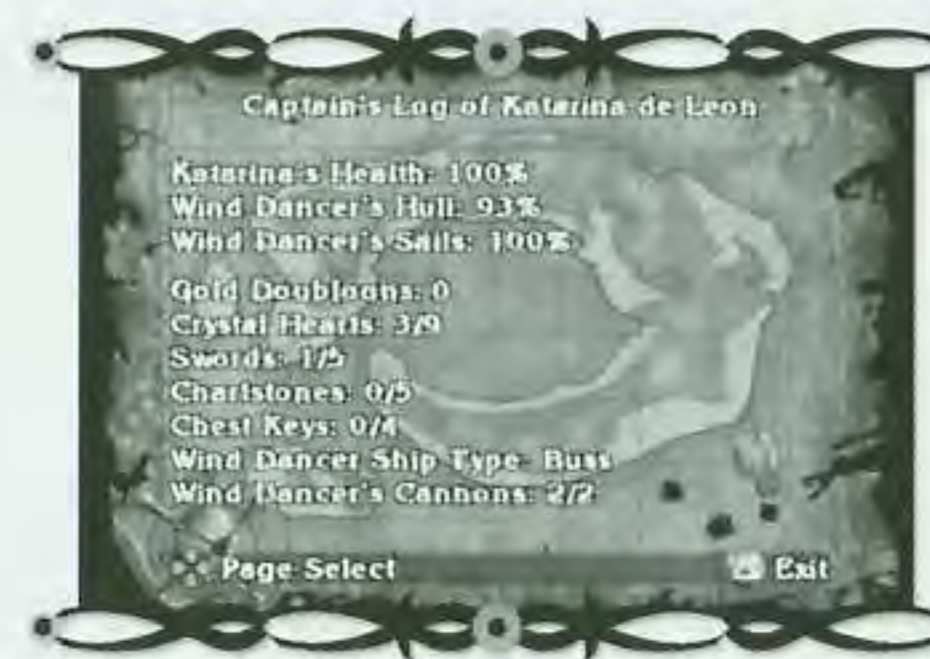 Captain's Log of Katarina de Leon
Katarina's Health: 100%
Wind Dancer's Hull: 93%
Wind Dancer's Sails: 100%
Gold Doubloons: 0
Crystal Hearts: 3/9
Swords: 1/5
Chartstones: 0/5
Chest Keys: 0/4
Wind Dancer Ship Type- Buss
Wind Dancer's Cannons: 2/2
Page Select
Exit